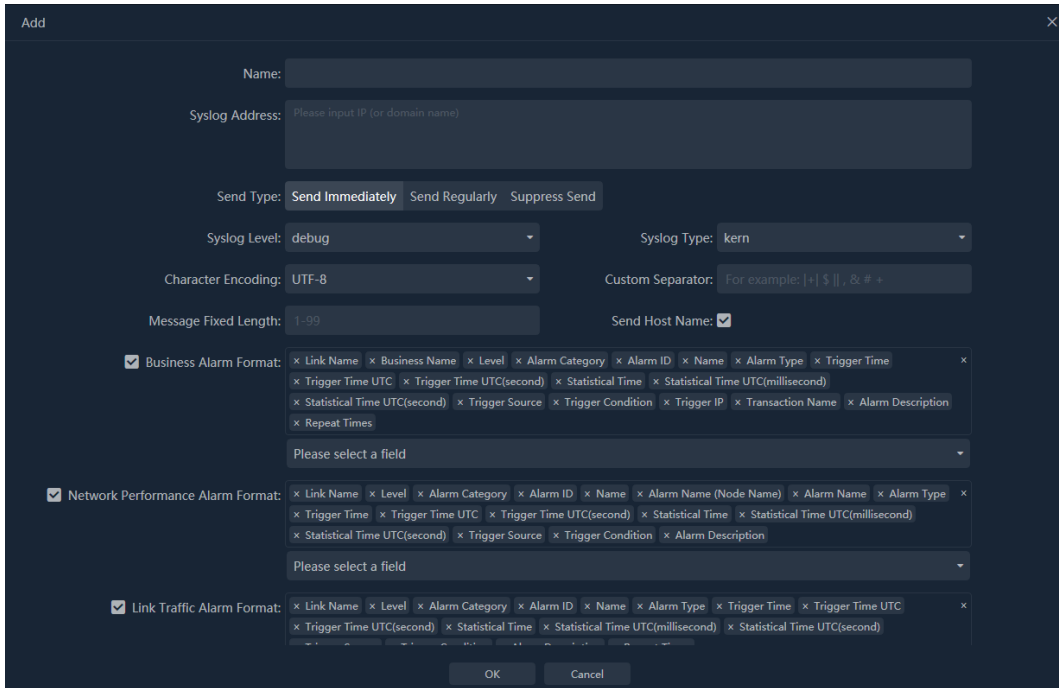 Add ×
Name:
Syslog Address: Please input IP (or domain name)
Send Type: Send Immediately Send Regularly Suppress Send
Syslog Level: debug Syslog Type: kern
Character Encoding: UTF-8 Custom Separator: For example: |+| $ || , & # +
Message Fixed Length: 1-99 Send Host Name:
Business Alarm Format: × Link Name × Business Name × Level × Alarm Category × Alarm ID × Name × Alarm Type × Trigger Time ×
× Trigger Time UTC × Trigger Time UTC(second) × Statistical Time × Statistical Time UTC(millisecond)
× Statistical Time UTC(second) × Trigger Source × Trigger Condition × Trigger IP × Transaction Name × Alarm Description
× Repeat Times
Please select a field
Network Performance Alarm Format: × Link Name × Level × Alarm Category × Alarm ID × Name × Alarm Name (Node Name) × Alarm Name × Alarm Type ×
× Trigger Time × Trigger Time UTC × Trigger Time UTC(second) × Statistical Time × Statistical Time UTC(millisecond)
× Statistical Time UTC(second) × Trigger Source × Trigger Condition × Alarm Description
Please select a field
Link Traffic Alarm Format: × Link Name × Level × Alarm Category × Alarm ID × Name × Alarm Type × Trigger Time × Trigger Time UTC ×
× Trigger Time UTC(second) × Statistical Time × Statistical Time UTC(millisecond) × Statistical Time UTC(second)
OK Cancel